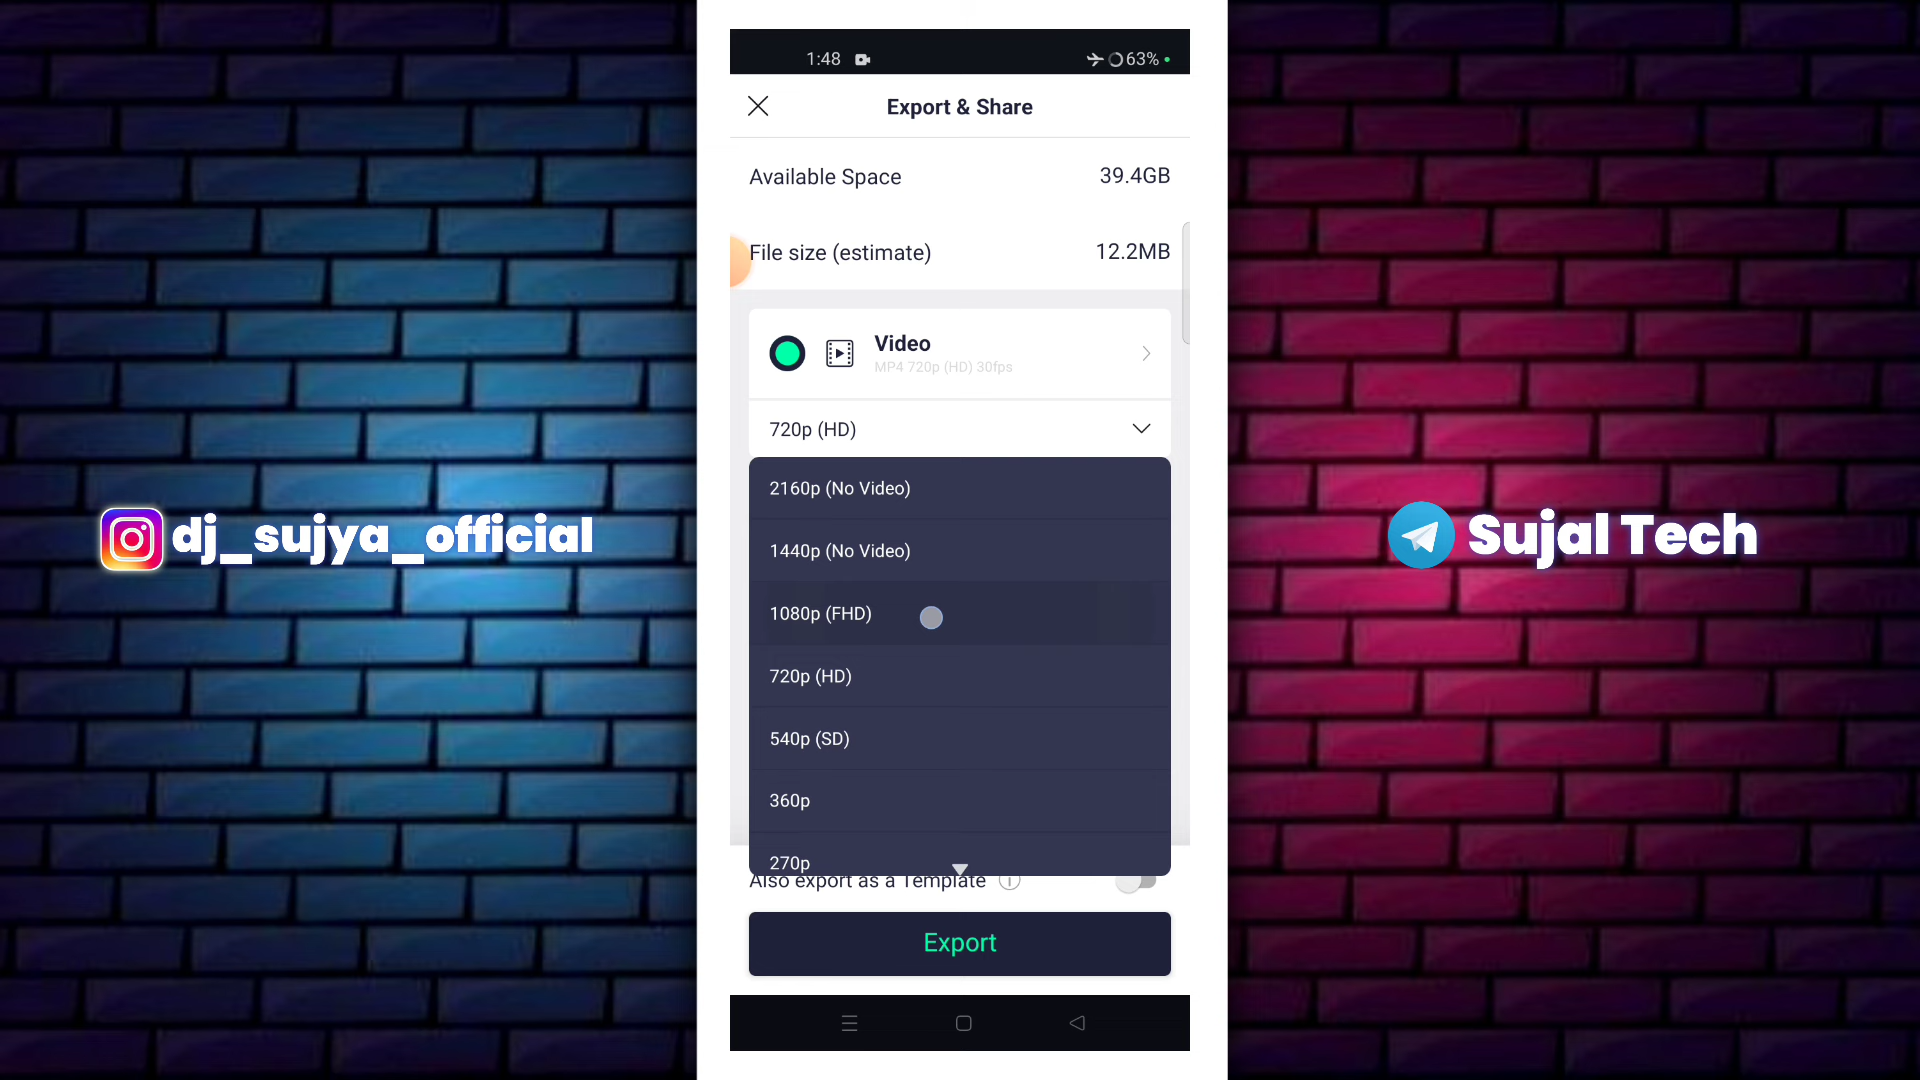 1:48
63%
Export & Share
Available Space
39.4GB
File size (estimate)
12.2MB
Video
MP4 720p (HD) 30fps
720p (HD)
2160p (No Video)
1440p (No Video)
dj_sujya_official
Sujal Tech
1080p (FHD)
720p (HD)
540p (SD)
360p
270p
Also export as a Template
Export